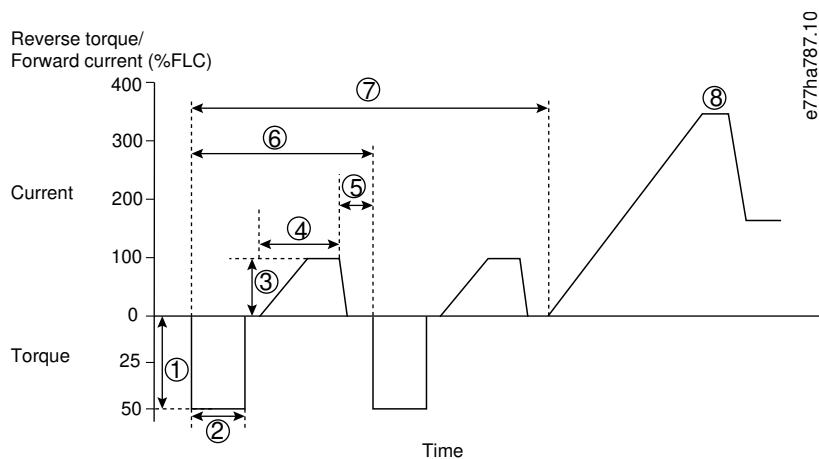 Reverse torque/
Forward current (%FLC)
e77ha787.10
400
⑦
⑧
300
⑥
Current
200
⑤
④
100
③
0
Torque
25
①
50
②
Time